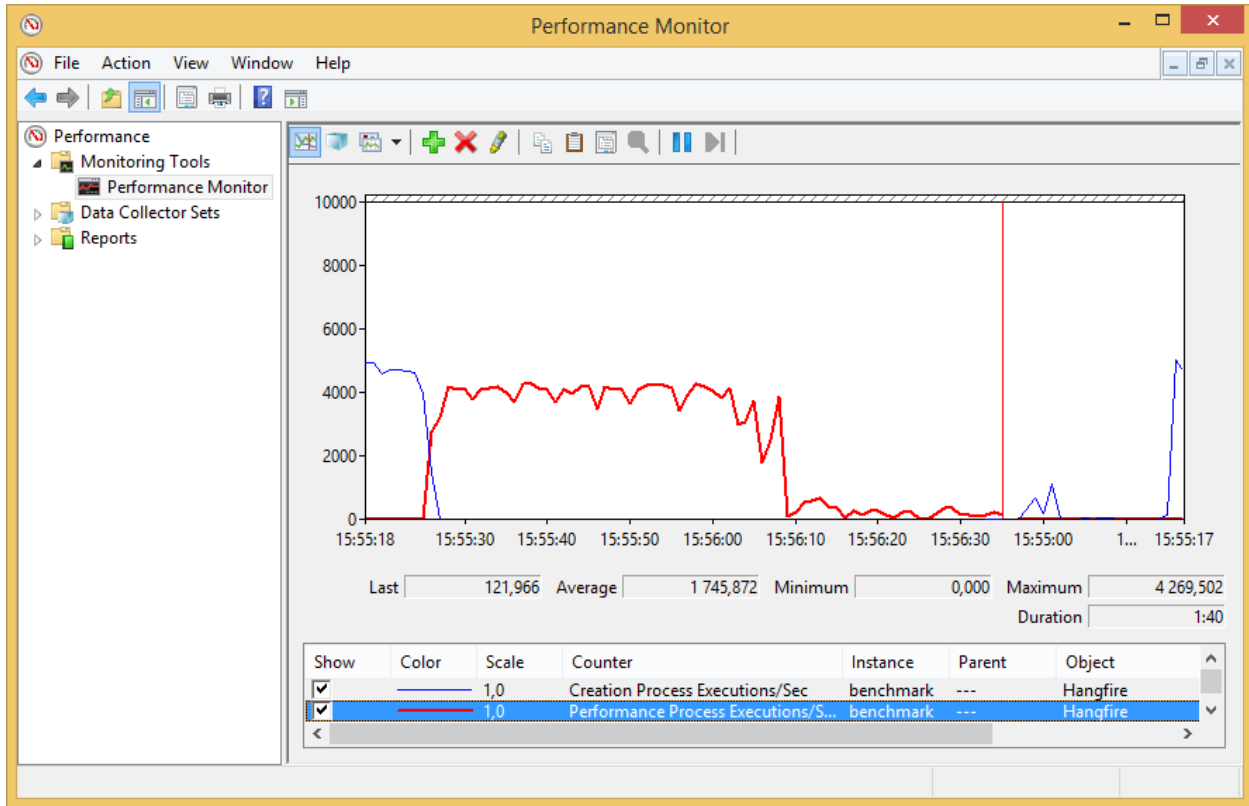 Performance Monitor
File Action View Window Help
Performance
Monitoring Tools
Performance Monitor
Data Collector Sets
Reports
10000
8000
6000
4000
2000
0
15:55:18 15:55:30 15:55:40 15:55:50 15:56:00 15:56:10 15:56:20 15:56:30 15:55:00 1... 15:55:17
Last 121,966 Average 1 745,872 Minimum 0,000 Maximum 4 269,502
Duration 1:40
Show Color Scale Counter Instance Parent Object
1,0 Creation Process Executions/Sec benchmark --- Hangfire
1,0 Performance Process Executions/S... benchmark --- Hangfire